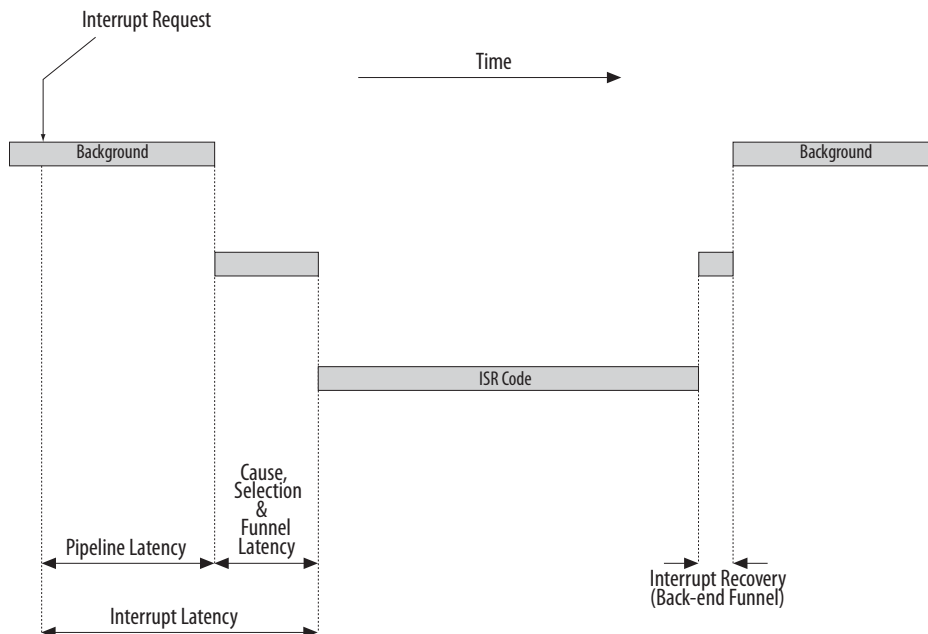 Interrupt Request
Time
Background
Background
ISR Code
Cause,
Selection
&
Funnel
Latency
Pipeline Latency
Interrupt Recovery
(Back-end Funnel)
Interrupt Latency